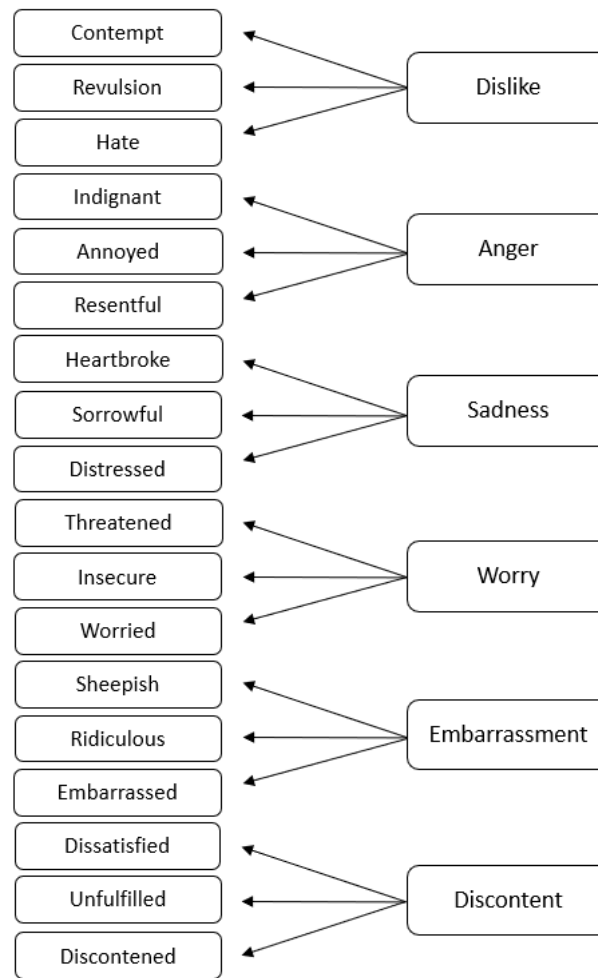 Contempt
Revulsion
Hate
Dislike
Indignant
Annoyed
Resentful
Anger
Heartbroke
Sorrowful
Distressed
Sadness
Threatened
Insecure
Worried
Worry
Sheepish
Ridiculous
Embarrassed
Embarrassment
Dissatisfied
Unfulfilled
Discontened
Discontent